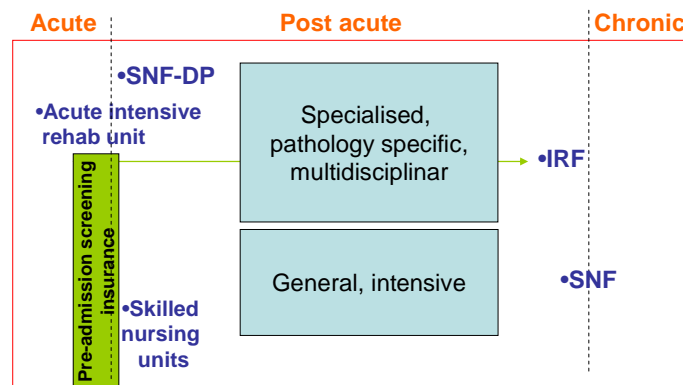 Acute
Post acute
Chronic
•SNF-DP
•Acute intensive
rehab unit
Specialised,
pathology specific,
multidisciplinar
•IRF
Pre-admission screening
insurance
General, intensive
•SNF
•Skilled
nursing
units